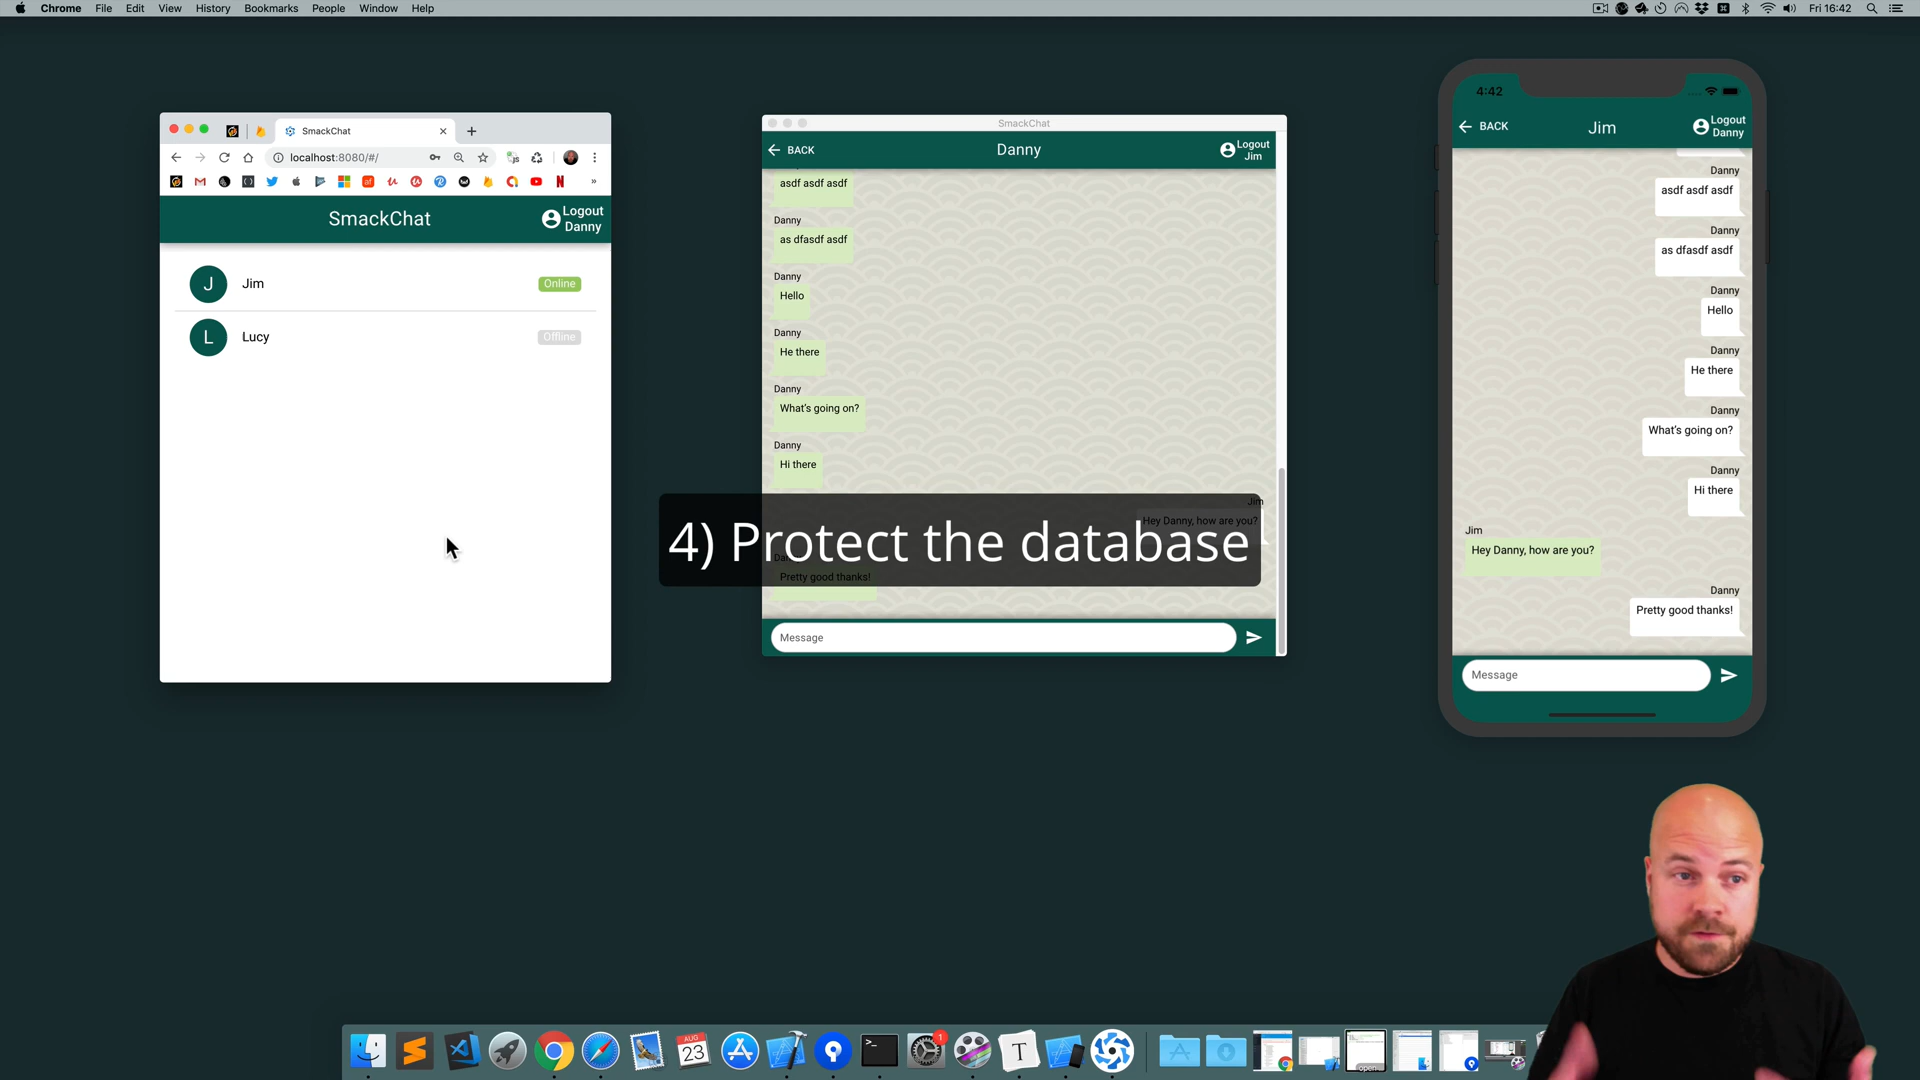 Chrome File Edit View History Bookmarks People Window Help
Fri 16:42
SmackChat
localhost:8080/#/
SmackChat
Logout
Danny
J Jim Online
L Lucy Offline
SmackChat
BACK
Danny
Logout
Jim
asdf asdf asdf
Danny
as dfasdf asdf
Danny
Hello
Danny
He there
Danny
What's going on?
Danny
Hi there
Jim
Hey Danny, how are you?
Pretty good thanks!
Message
4) Protect the database
4:42
BACK
Jim
Logout
Danny
Danny
asdf asdf asdf
Danny
as dfasdf asdf
Danny
Hello
Danny
He there
Danny
What's going on?
Danny
Hi there
Jim
Hey Danny, how are you?
Danny
Pretty good thanks!
Message
AUG
23
1
T